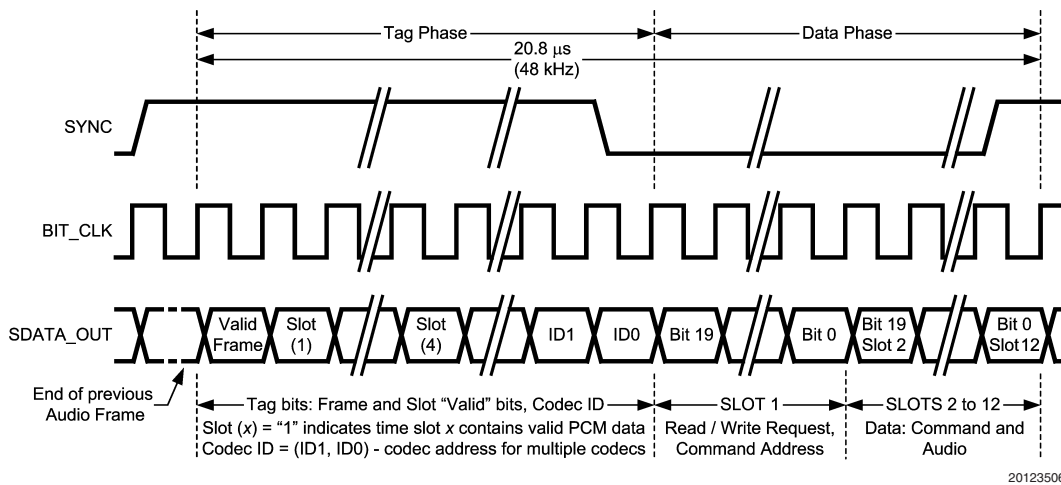 Tag Phase
Data Phase
20.8 μs
(48 kHz)
SYNC
BIT_CLK
SDATA_OUT
Valid
Frame
Slot
(1)
Slot
(4)
ID1
ID0
Bit 19
Bit 0
Bit 19
Slot 2
Bit 0
Slot 12
End of previous
Audio Frame
Tag bits: Frame and Slot “Valid” bits, Codec ID
Slot (x) = “1” indicates time slot x contains valid PCM data
Codec ID = (ID1, ID0) - codec address for multiple codecs
SLOT 1
Read / Write Request,
Command Address
SLOTS 2 to 12
Data: Command and
Audio
20123506